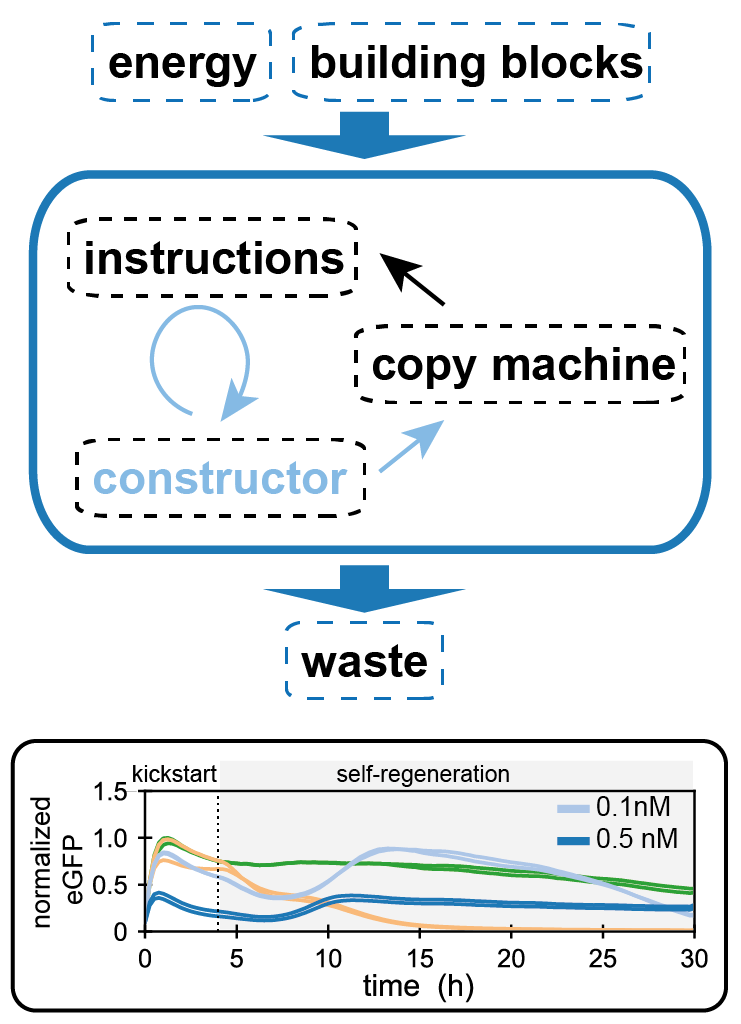 energy building blocks
instructions
copy machine
constructor
waste
kickstart self-regeneration
normalized
eGFP
1.5
1.0
0.5
0
0.1nM
0.5 nM
0 5 10 15 20 25 30
time (h)